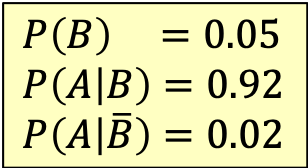 P(B) = 0.05
P(A|B) = 0.92
P(A|B̄) = 0.02